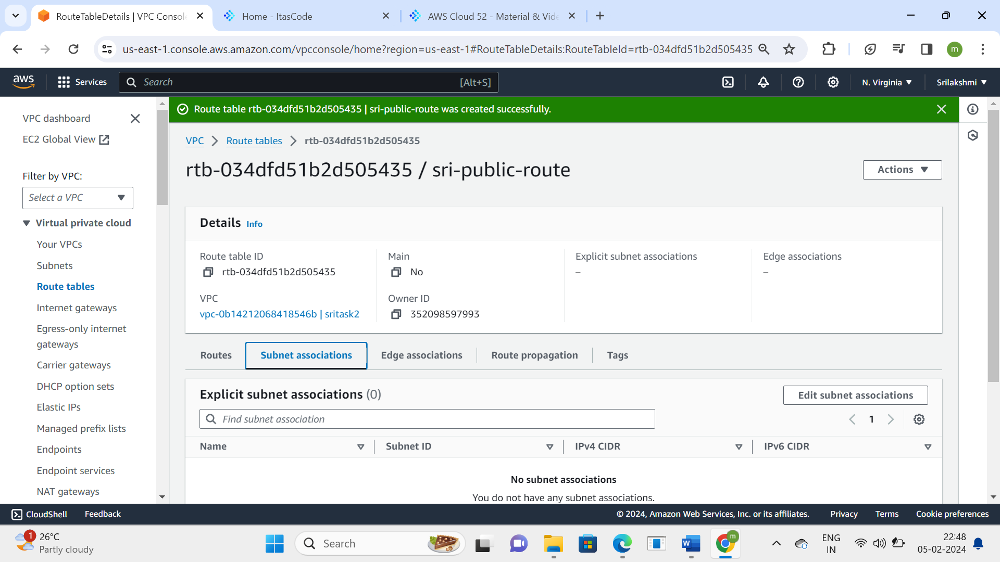 RouteTableDetails | VPC Consol
Home - ItasCode
AWS Cloud 52 - Material & Vide
us-east-1.console.aws.amazon.com/vpcconsole/home?region=us-east-1#RouteTableDetails:RouteTableId=rtb-034dfd51b2d505435
m
aws
Services
Search
[Alt+S]
N. Virginia
Srilakshmi
Route table rtb-034dfd51b2d505435 | sri-public-route was created successfully.
VPC dashboard
EC2 Global View
Filter by VPC:
Select a VPC
Virtual private cloud
Your VPCs
Subnets
Route tables
Internet gateways
Egress-only internet
gateways
Carrier gateways
DHCP option sets
Elastic IPs
Managed prefix lists
Endpoints
Endpoint services
NAT gateways
VPC > Route tables > rtb-034dfd51b2d505435
rtb-034dfd51b2d505435 / sri-public-route
Actions
Details Info
Route table ID
rtb-034dfd51b2d505435
Main
No
Explicit subnet associations
–
Edge associations
–
VPC
vpc-0b14212068418546b | sritask2
Owner ID
352098597993
Routes
Subnet associations
Edge associations
Route propagation
Tags
Explicit subnet associations (0)
Edit subnet associations
Find subnet association
1
Name
Subnet ID
IPv4 CIDR
IPv6 CIDR
No subnet associations
You do not have any subnet associations.
CloudShell
Feedback
© 2024, Amazon Web Services, Inc. or its affiliates.
Privacy
Terms
Cookie preferences
1
26°C
Partly cloudy
Search
W
m
ENG
IN
22:48
05-02-2024